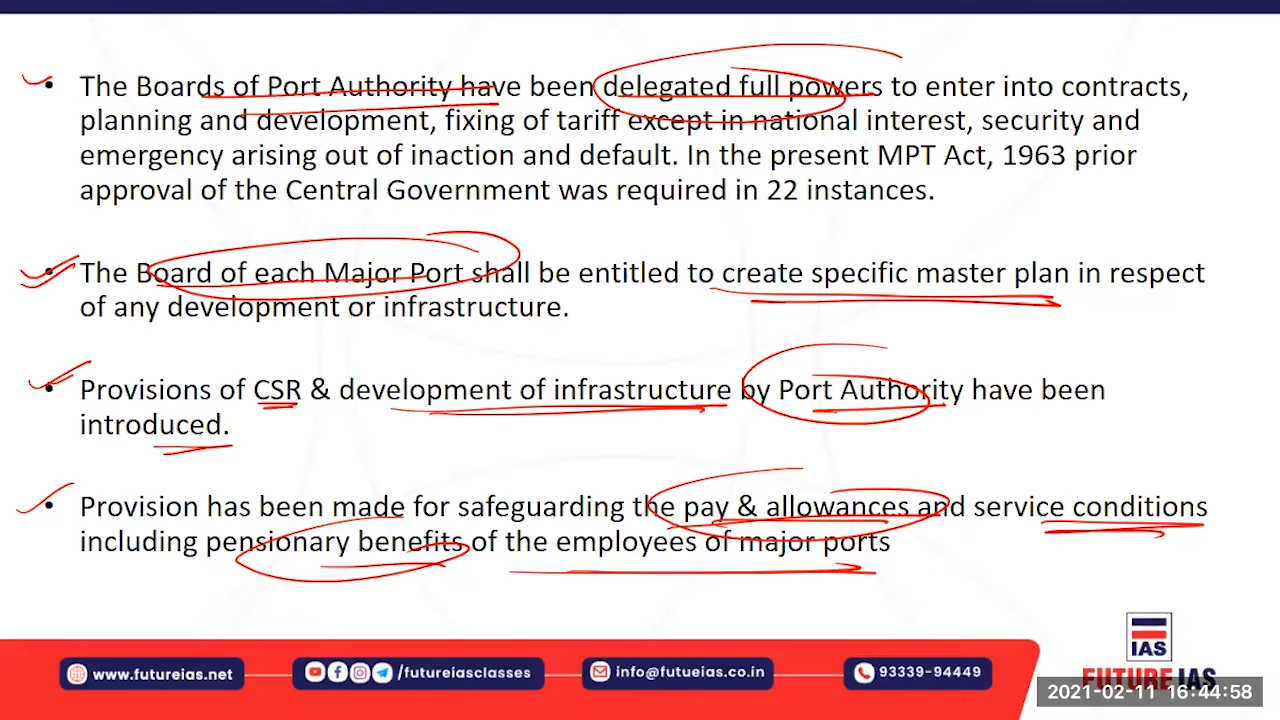 • The Boards of Port Authority have been delegated full powers to enter into contracts,
planning and development, fixing of tariff except in national interest, security and
emergency arising out of inaction and default. In the present MPT Act, 1963 prior
approval of the Central Government was required in 22 instances.
• The Board of each Major Port shall be entitled to create specific master plan in respect
of any development or infrastructure.
• Provisions of CSR & development of infrastructure by Port Authority have been
introduced.
• Provision has been made for safeguarding the pay & allowances and service conditions
including pensionary benefits of the employees of major ports
IAS
www.futureias.net
/futureiasclasses
info@futueias.co.in
93339-94449
FUTURE IAS
2021-02-11 16:44:58